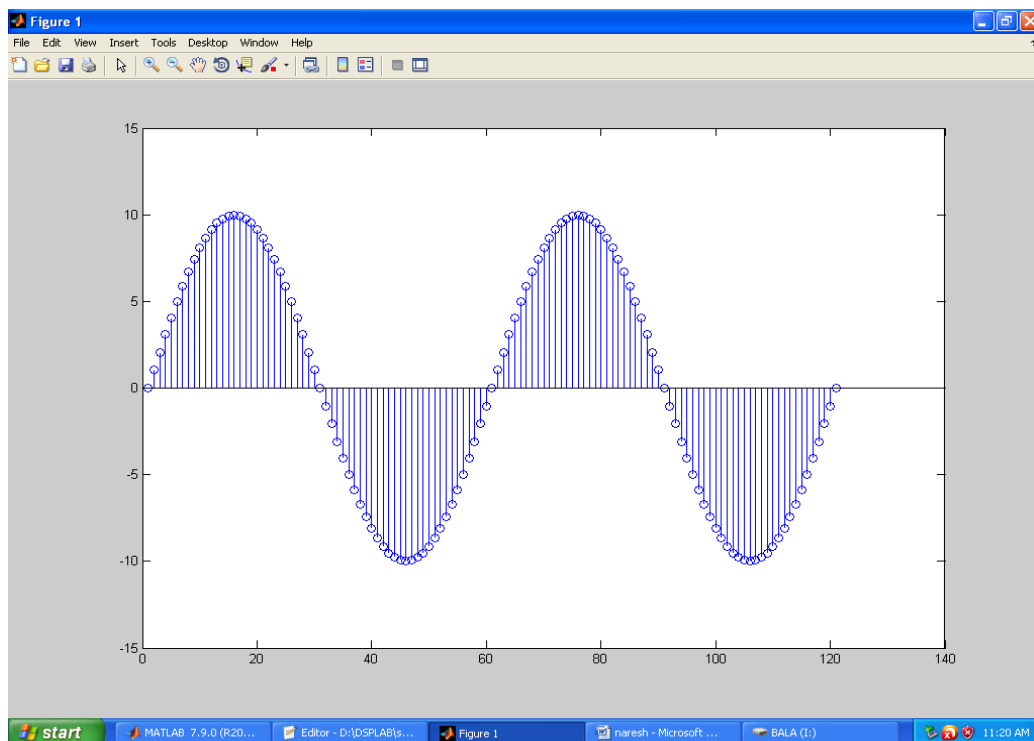 Figure 1
File Edit View Insert Tools Desktop Window Help
15
10
5
0
-5
-10
-15
0 20 40 60 80 100 120 140
start MATLAB 7.9.0 (R20... Editor - D:\DSPLAB\s... Figure 1 naresh - Microsoft ... BALA (I:) 11:20 AM